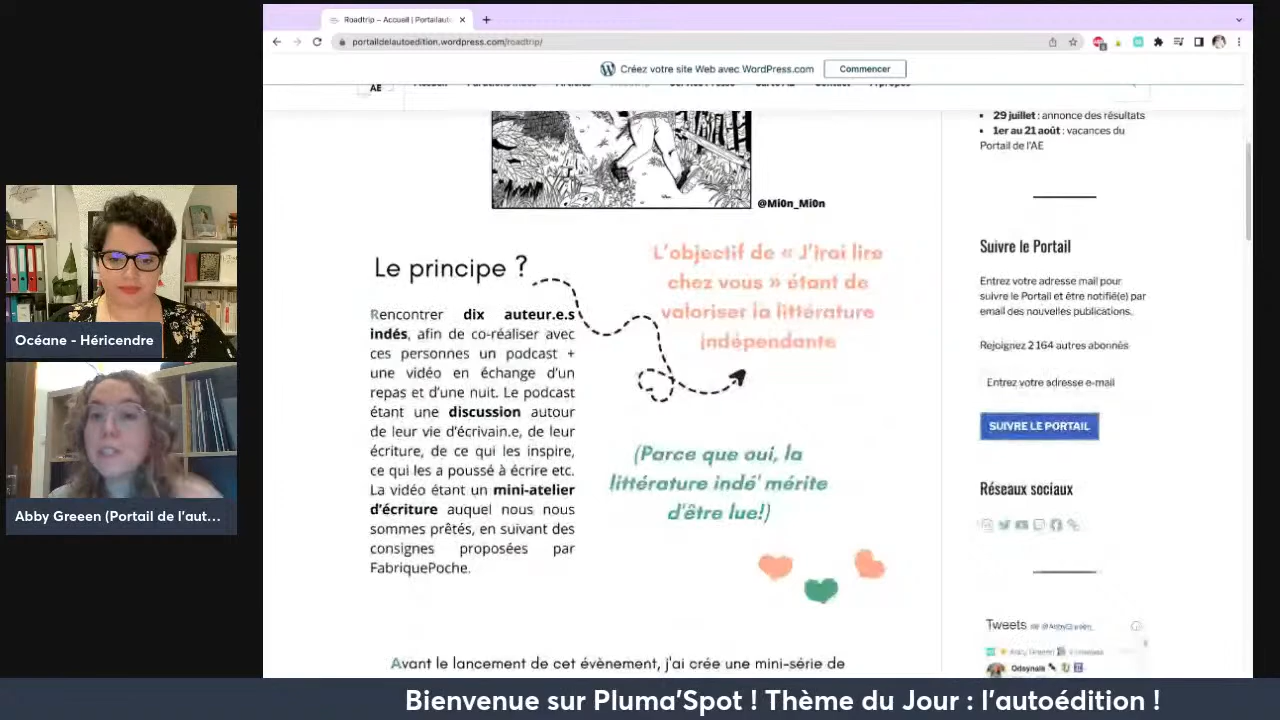 Roadtrip – Accueil | Portailaut
portaildelautoedition.wordpress.com/roadtrip/
Créez votre site Web avec WordPress.com
Commencer
AE
29 juillet : annonce des résultats
1er au 21 août : vacances du
Portail de l'AE
@Mi0n_Mi0n
Le principe ?
Rencontrer dix auteur.e.s
indés, afin de co-réaliser avec
ces personnes un podcast +
une vidéo en échange d'un
repas et d'une nuit. Le podcast
étant une discussion autour
de leur vie d'écrivain.e, de leur
écriture, de ce qui les inspire,
ce qui les a poussé à écrire etc.
La vidéo étant un mini-atelier
d'écriture auquel nous nous
sommes prêtés, en suivant des
consignes proposées par
FabriquePoche.
L'objectif de « J'irai lire
chez vous » étant de
valoriser la littérature
indépendante
(Parce que oui, la
littérature indé' mérite
d'être lue!)
Avant le lancement de cet évènement, j'ai crée une mini-série de
Suivre le Portail
Entrez votre adresse mail pour
suivre le Portail et être notifié(e) par
email des nouvelles publications.
Rejoignez 2 164 autres abonnés
Entrez votre adresse e-mail
SUIVRE LE PORTAIL
Réseaux sociaux
Tweets
Océane - Héricendre
Abby Greeen (Portail de l'aut...
Bienvenue sur Pluma'Spot ! Thème du Jour : l'autoédition !